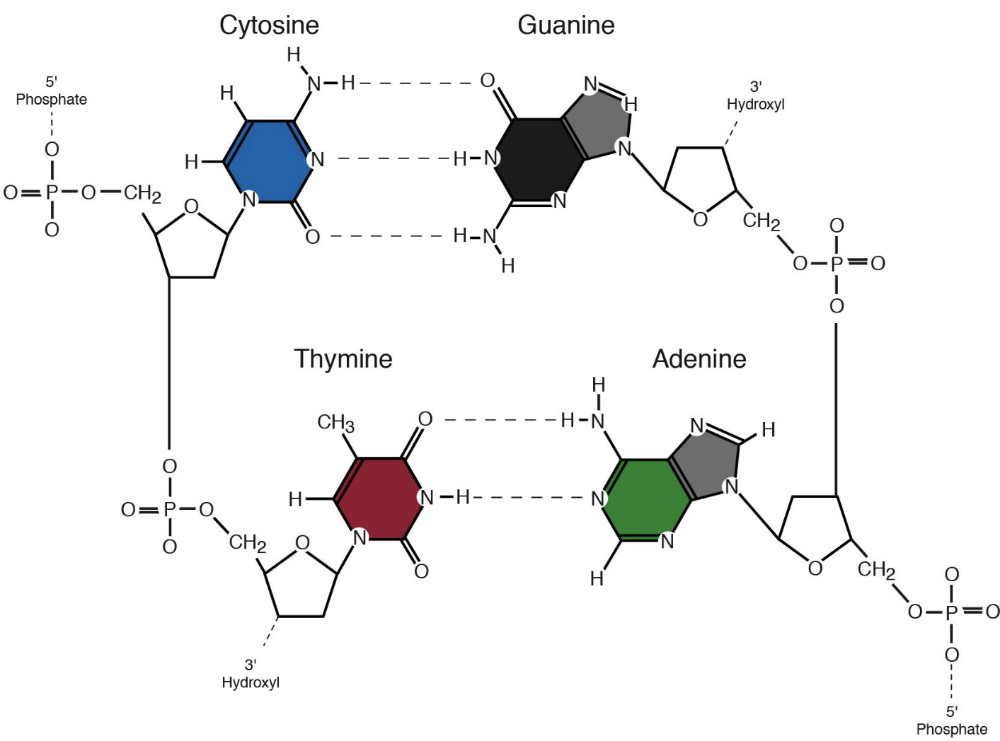 Cytosine
Guanine
H
5'
Phosphate
N
H
O
N
3'
Hydroxyl
H
H
O
H
N
H
N
N
O
P
O
CH2
O
N
N
O
CH2
O
O
O
H
N
H
O
P
O
O
Thymine
Adenine
H
CH3
O
H
N
N
H
O
H
N
H
N
N
O
P
O
O
CH2
O
N
N
O
O
H
O
CH2
O
O
P
O
O
3'
Hydroxyl
5'
Phosphate